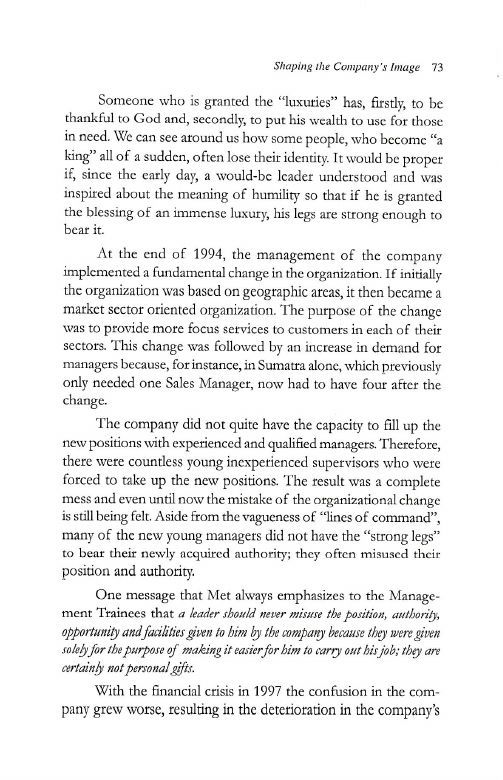 Shaping the Company's Image 73
Someone who is granted the "luxuries" has, firstly, to be
thankful to God and, secondly, to put his wealth to use for those
in need. We can see around us how some people, who become "a
king" all of a sudden, often lose their identity. It would be proper
if, since the early day, a would-be leader understood and was
inspired about the meaning of humility so that if he is granted
the blessing of an immense luxury, his legs are strong enough to
bear it.
At the end of 1994, the management of the company
implemented a fundamental change in the organization. If initially
the organization was based on geographic areas, it then became a
market sector oriented organization. The purpose of the change
was to provide more focus services to customers in each of their
sectors. This change was followed by an increase in demand for
managers because, for instance, in Sumatra alone, which previously
only needed one Sales Manager, now had to have four after the
change.
The company did not quite have the capacity to fill up the
new positions with experienced and qualified managers. Therefore,
there were countless young inexperienced supervisors who were
forced to take up the new positions. The result was a complete
mess and even until now the mistake of the organizational change
is still being felt. Aside from the vagueness of "lines of command",
many of the new young managers did not have the "strong legs"
to bear their newly acquired authority; they often misused their
position and authority.
One message that Met always emphasizes to the Manage-
ment Trainees that a leader should never misuse the position, authority,
opportunity and facilities given to him by the company because they were given
solely for the purpose of making it easier for him to carry out his job; they are
certainly not personal gifts.
With the financial crisis in 1997 the confusion in the com-
pany grew worse, resulting in the deterioration in the company's